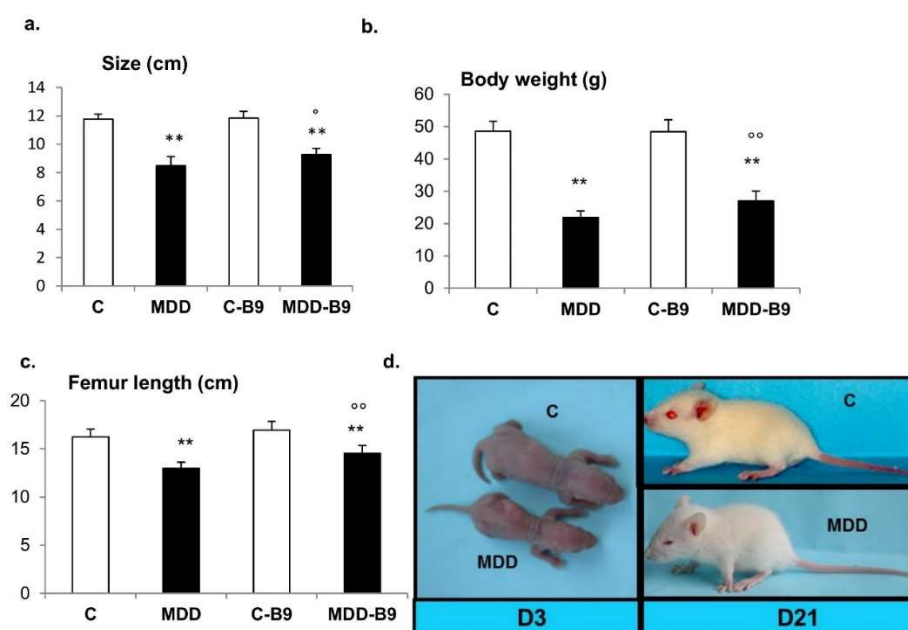 a.
Size (cm)
14
12
10
8
6
4
2
0
**
°
**
C MDD C-B9 MDD-B9
b.
Body weight (g)
60
50
40
30
20
10
0
**
°°
**
C MDD C-B9 MDD-B9
c.
Femur length (cm)
20
15
10
5
0
**
°°
**
C MDD C-B9 MDD-B9
d.
C
MDD
D3
C
MDD
D21